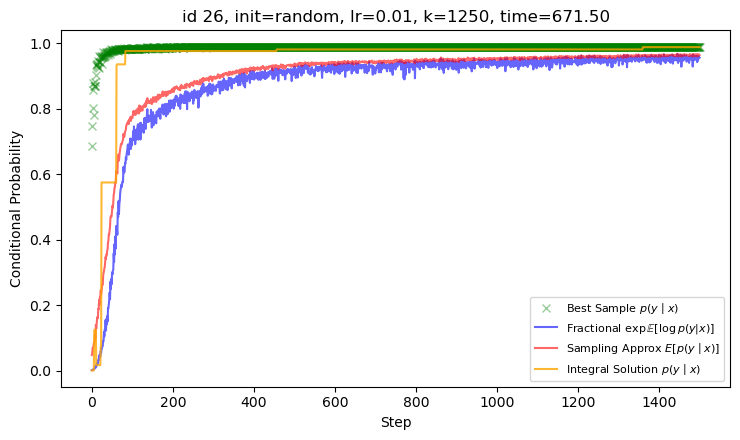 id 26, init=random, lr=0.01, k=1250, time=671.50
Conditional Probability
1.0
0.8
0.6
0.4
0.2
0.0
Best Sample p(y | x)
Fractional exp𝔼[log p(y|x)]
Sampling Approx E[p(y | x)]
Integral Solution p(y | x)
0 200 400 600 800 1000 1200 1400
Step